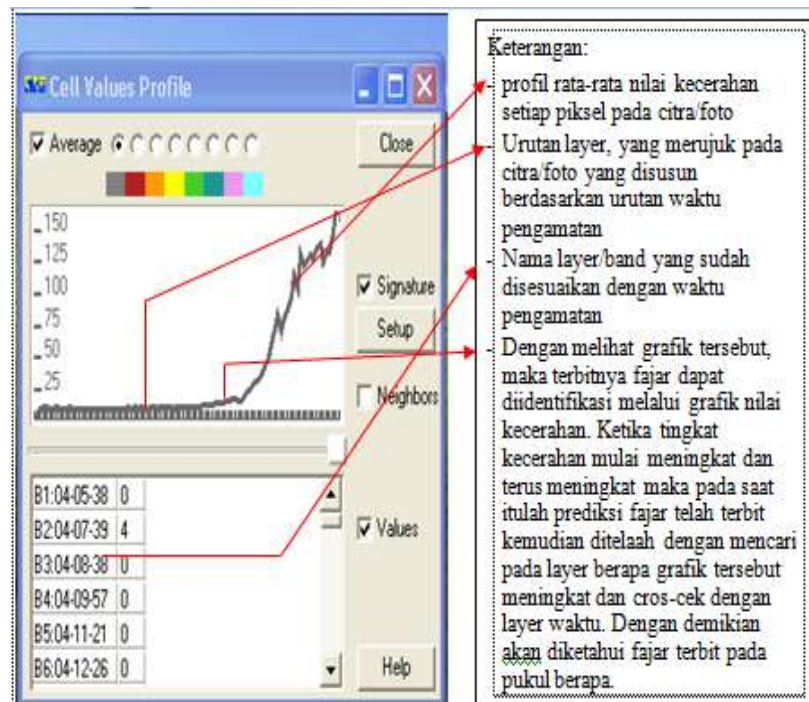 Cell Values Profile
Average
Close
150
125
100
75
50
25
Signature
Setup
Neighbors
B1:04-05-38 0
B2:04-07-39 4
B3:04-08-38 0
B4:04-09-57 0
B5:04-11-21 0
B6:04-12-26 0
Values
Help
Keterangan:
- profil rata-rata nilai kecerahan
setiap piksel pada citra/foto
- Urutan layer, yang merujuk pada
citra/foto yang disusun
berdasarkan urutan waktu
pengamatan
- Nama layer/band yang sudah
disesuaikan dengan waktu
pengamatan
- Dengan melihat grafik tersebut,
maka terbitnya fajar dapat
diidentifikasi melalui grafik nilai
kecerahan. Ketika tingkat
kecerahan mulai meningkat dan
terus meningkat maka pada saat
itulah prediksi fajar telah terbit
kemudian ditelaah dengan mencari
pada layer berapa grafik tersebut
meningkat dan cros-cek dengan
layer waktu. Dengan demikian
akan diketahui fajar terbit pada
pukul berapa.